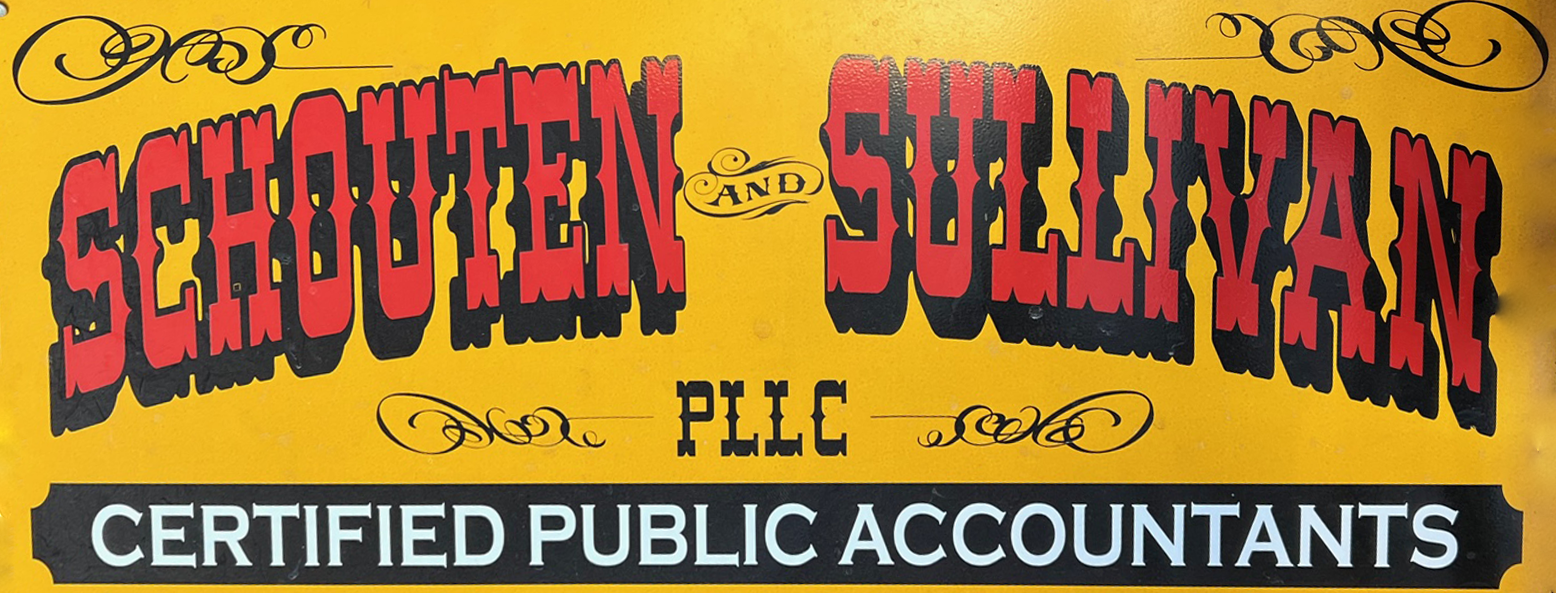 SCHOUTEN AND SULLIVAN
PLLC
CERTIFIED PUBLIC ACCOUNTANTS